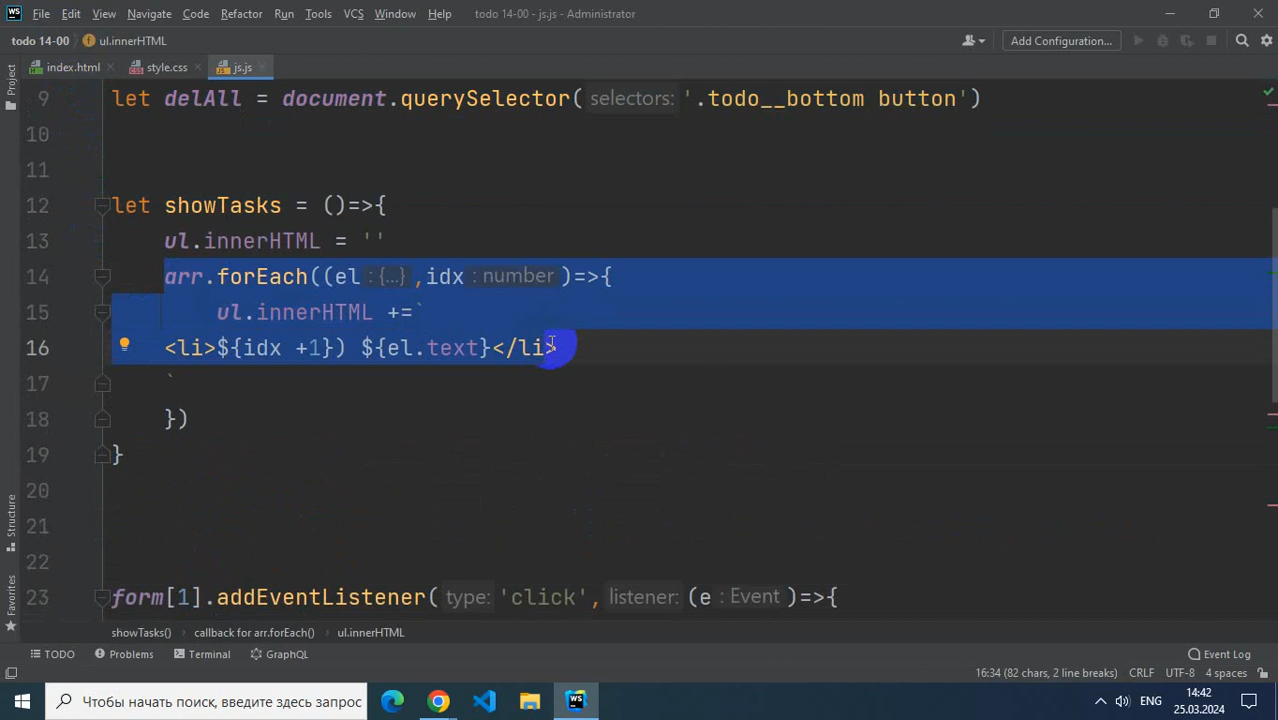 WS File Edit View Navigate Code Refactor Run Tools VCS Window Help todo 14-00 - js.js - Administrator
todo 14-00 ul.innerHTML Add Configuration...
index.html style.css js.js
Project
9 let delAll = document.querySelector( selectors: '.todo__bottom button')
10
11
12 let showTasks = ()=>{
13 ul.innerHTML = ''
14 arr.forEach((el : {...} ,idx : number )=>{
15 ul.innerHTML +=`
16 <li>${idx +1}) ${el.text}</li>
17 `
18 })
19 }
20
21
22
23 form[1].addEventListener( type: 'click', listener: (e : Event )=>{
Structure
Favorites
showTasks() callback for arr.forEach() ul.innerHTML
TODO Problems Terminal GraphQL Event Log
16:34 (82 chars, 2 line breaks) CRLF UTF-8 4 spaces
Чтобы начать поиск, введите здесь запрос WS ENG 14:42
25.03.2024